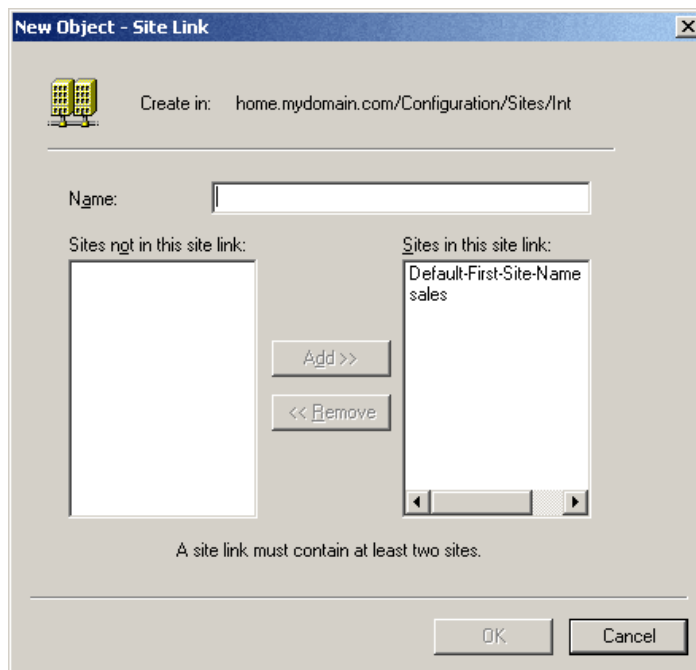 New Object - Site Link
Create in: home.mydomain.com/Configuration/Sites/Int
Name:
Sites not in this site link:
Sites in this site link:
Default-First-Site-Name
sales
Add >>
<< Remove
A site link must contain at least two sites.
OK
Cancel